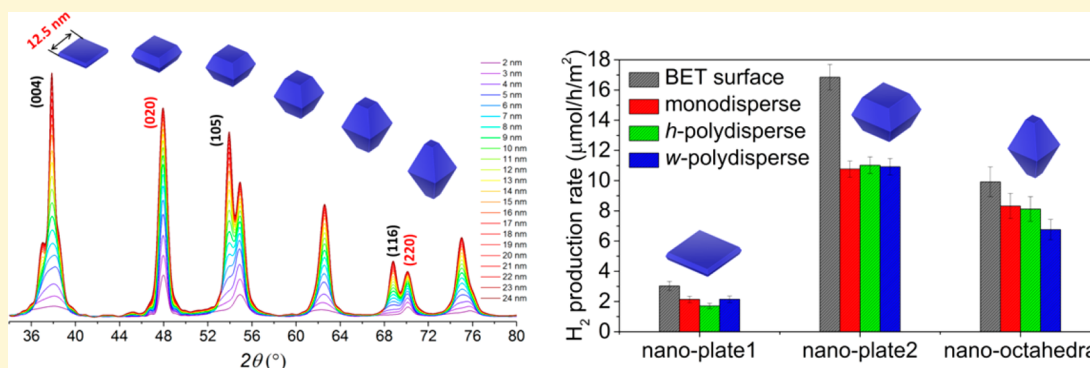 12.5 nm
(004)
(020)
(105)
(116)
(220)
2 nm
3 nm
4 nm
5 nm
6 nm
7 nm
8 nm
9 nm
10 nm
11 nm
12 nm
13 nm
14 nm
15 nm
16 nm
17 nm
18 nm
19 nm
20 nm
21 nm
22 nm
23 nm
24 nm
36 40 44 48 52 56 60 64 68 72 76 80
2θ (°)
H2 production rate (μmol/h/m²)
18
16
14
12
10
8
6
4
2
0
BET surface
monodisperse
h-polydisperse
w-polydisperse
nano-plate1 nano-plate2 nano-octahedra